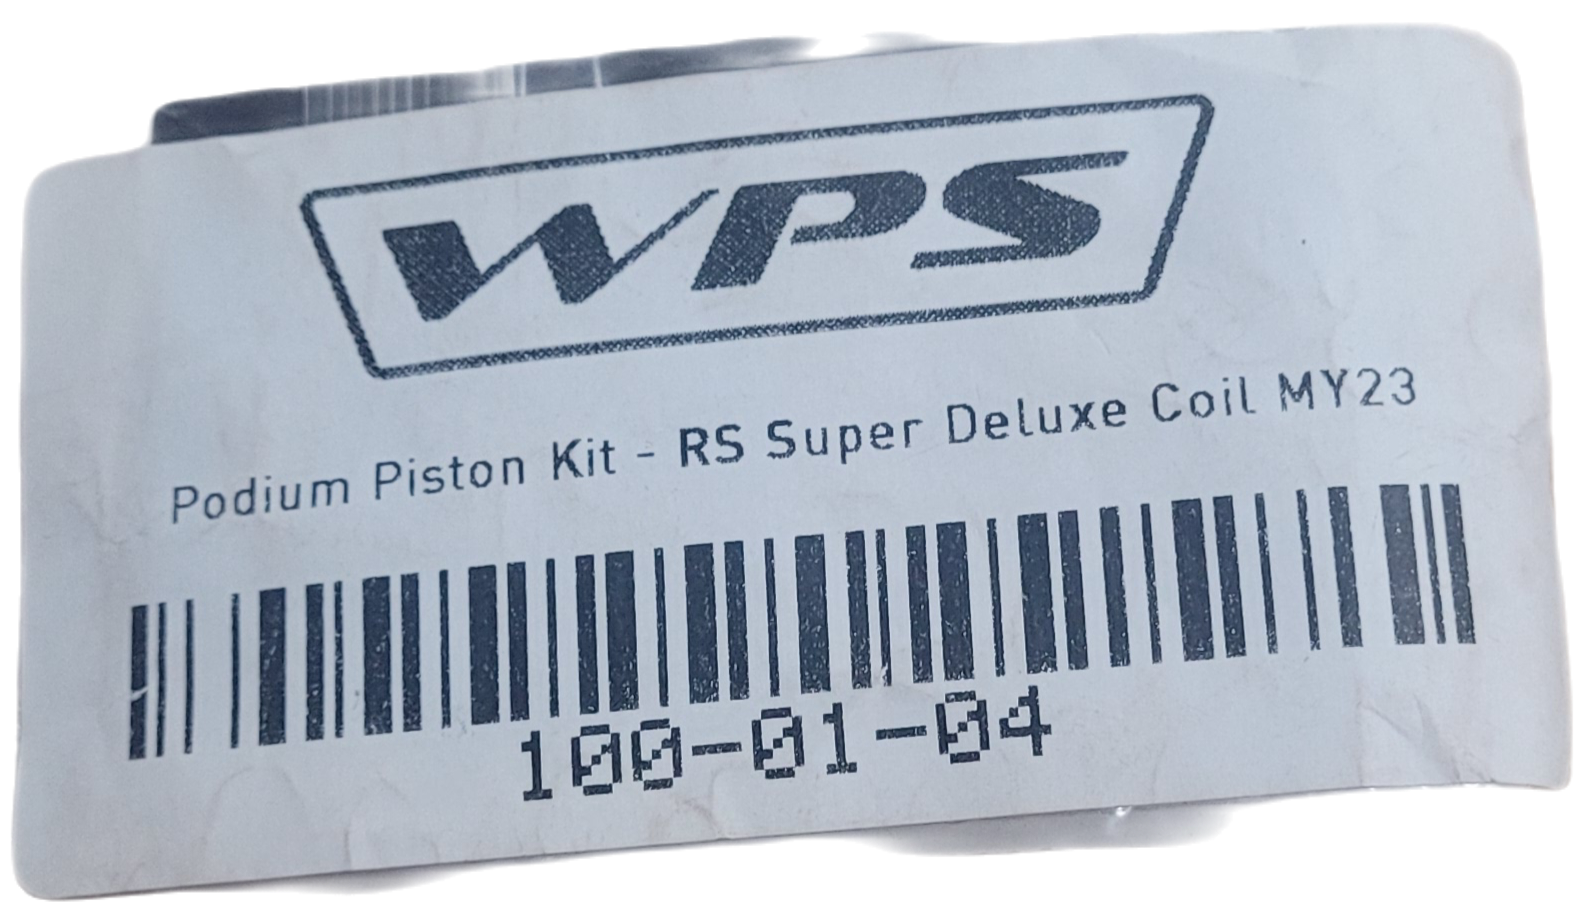 WPS
Podium Piston Kit - RS Super Deluxe Coil MY23
100-01-04